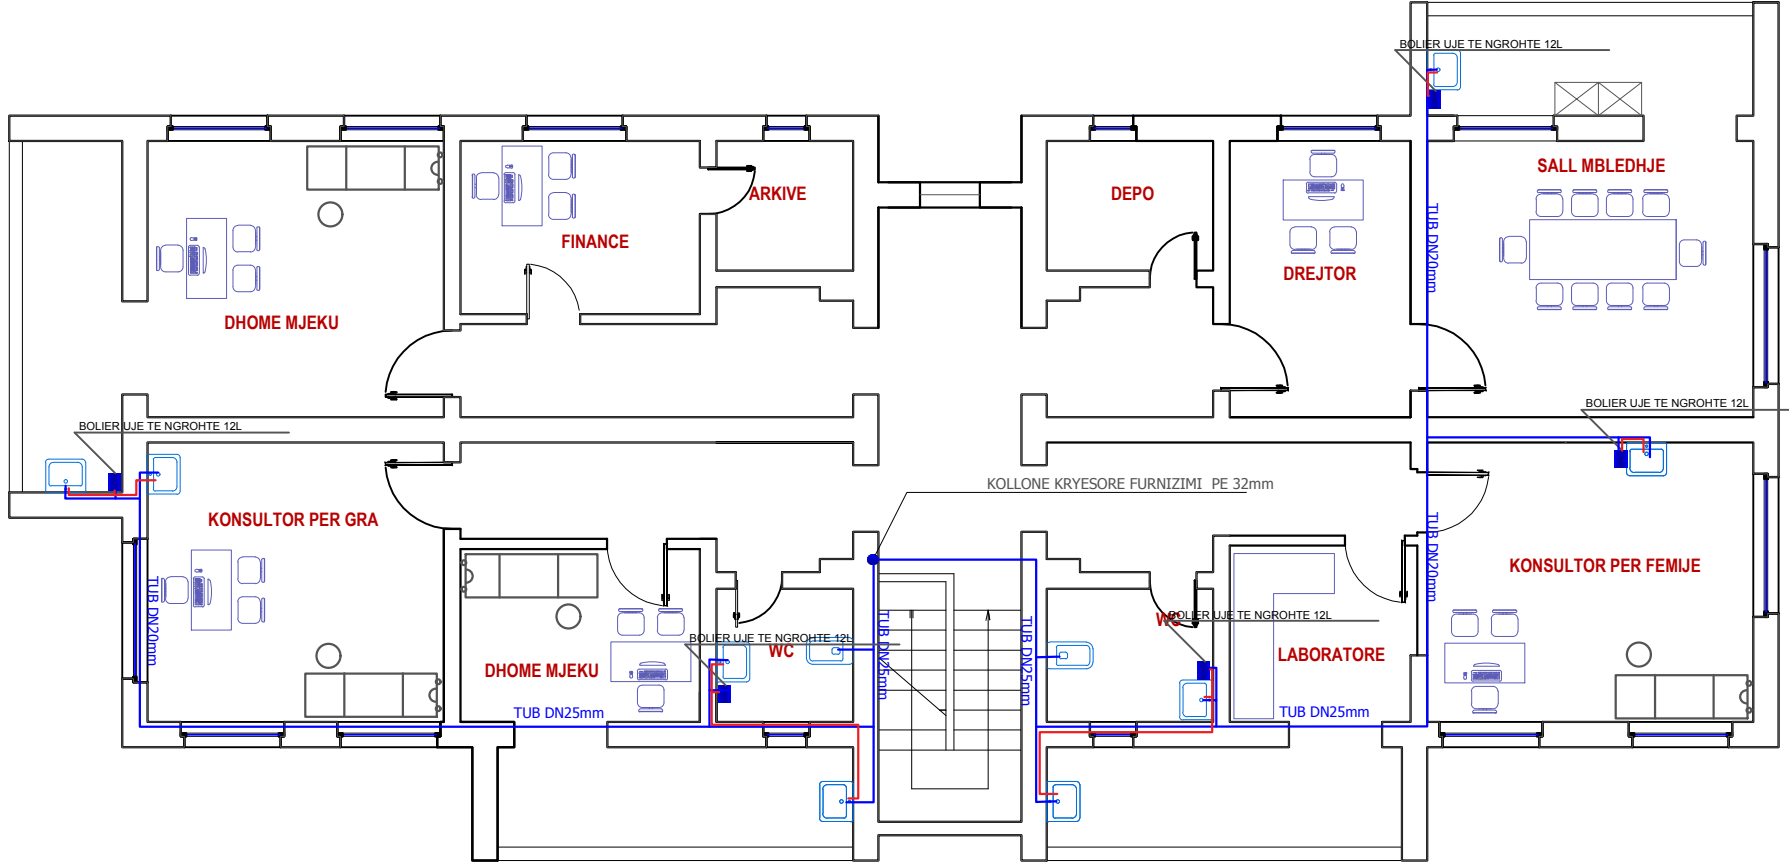 BOLIER UJE TE NGROHTE 12L
SALL MBLEDHJE
ARKIVE
DEPO
FINANCE
DREJTOR
TUB DN20mm
DHOME MJEKU
BOLIER UJE TE NGROHTE 12L
BOLIER UJE TE NGROHTE 12L
KOLLONE KRYESORE FURNIZIMI PE 32mm
KONSULTOR PER GRA
TUB DN20mm
KONSULTOR PER FEMIJE
TUB DN20mm
BOLIER UJE TE NGROHTE 12L
WC
BOLIER UJE TE NGROHTE 12L
WC
TUB DN25mm
TUB DN25mm
LABORATORE
DHOME MJEKU
TUB DN25mm
TUB DN25mm